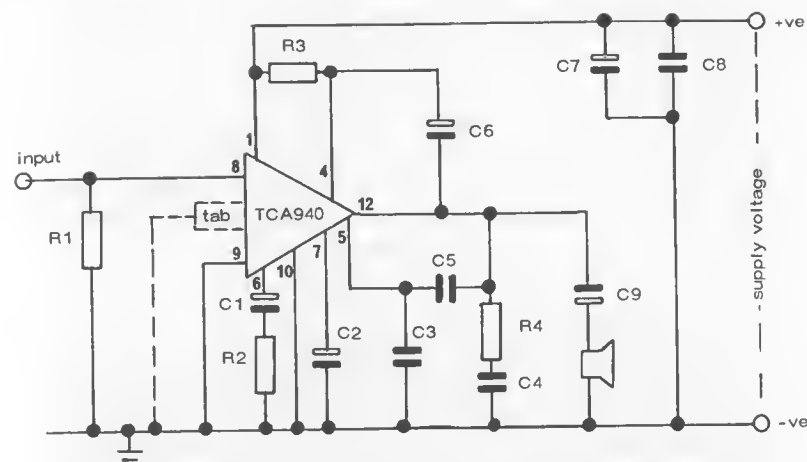 +ve
R3
C7
C8
C6
1
4
input
8
12
tab
TCA940
R1
9
5
7
6
10
C5
C1
C9
R4
C2
C3
R2
C4
- supply voltage -
-ve